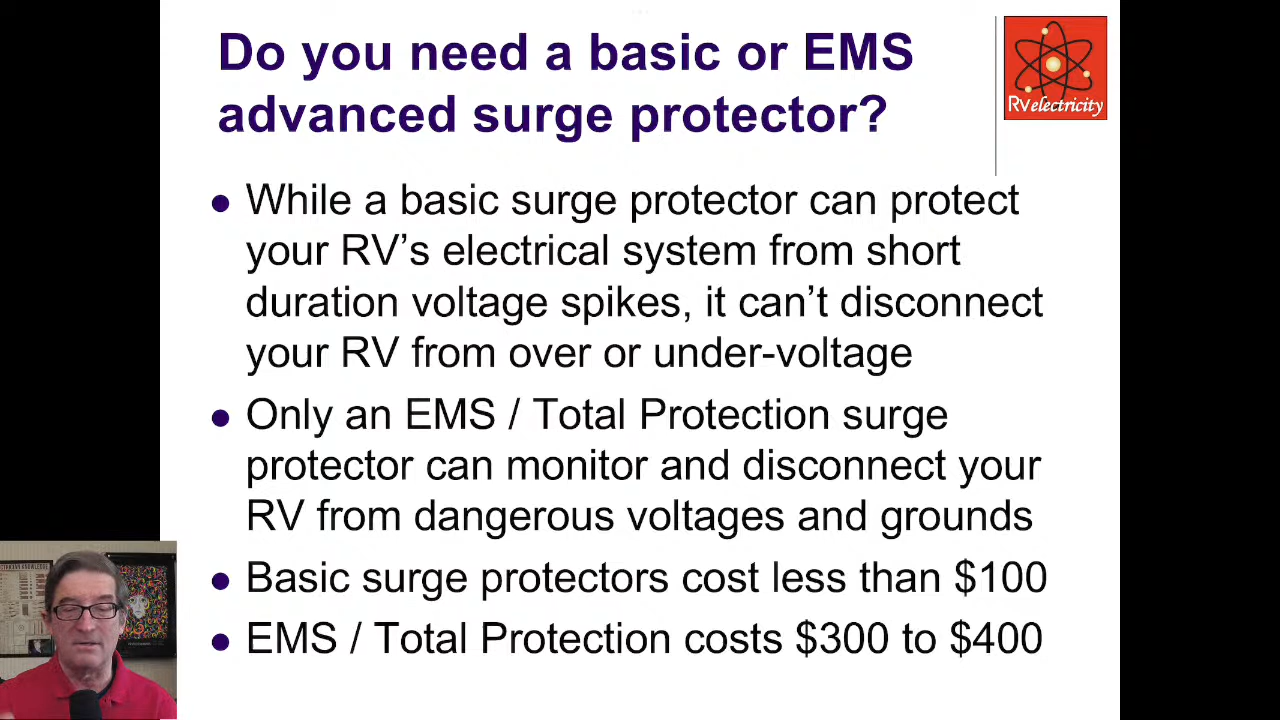 Do you need a basic or EMS
advanced surge protector?
RVelectricity
● While a basic surge protector can protect
your RV’s electrical system from short
duration voltage spikes, it can’t disconnect
your RV from over or under-voltage
● Only an EMS / Total Protection surge
protector can monitor and disconnect your
RV from dangerous voltages and grounds
● Basic surge protectors cost less than $100
● EMS / Total Protection costs $300 to $400